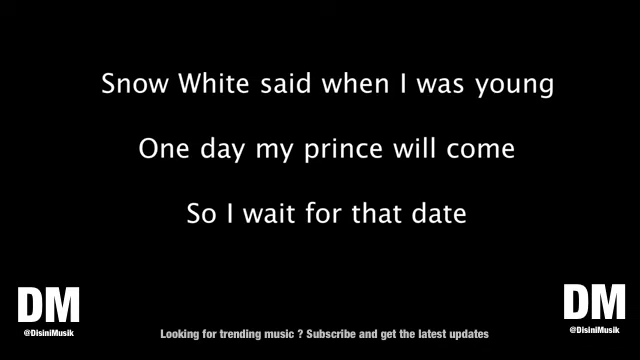 Snow White said when I was young
One day my prince will come
So I wait for that date
DM
@DisiniMusik
DM
@DisiniMusik
Looking for trending music ? Subscribe and get the latest updates